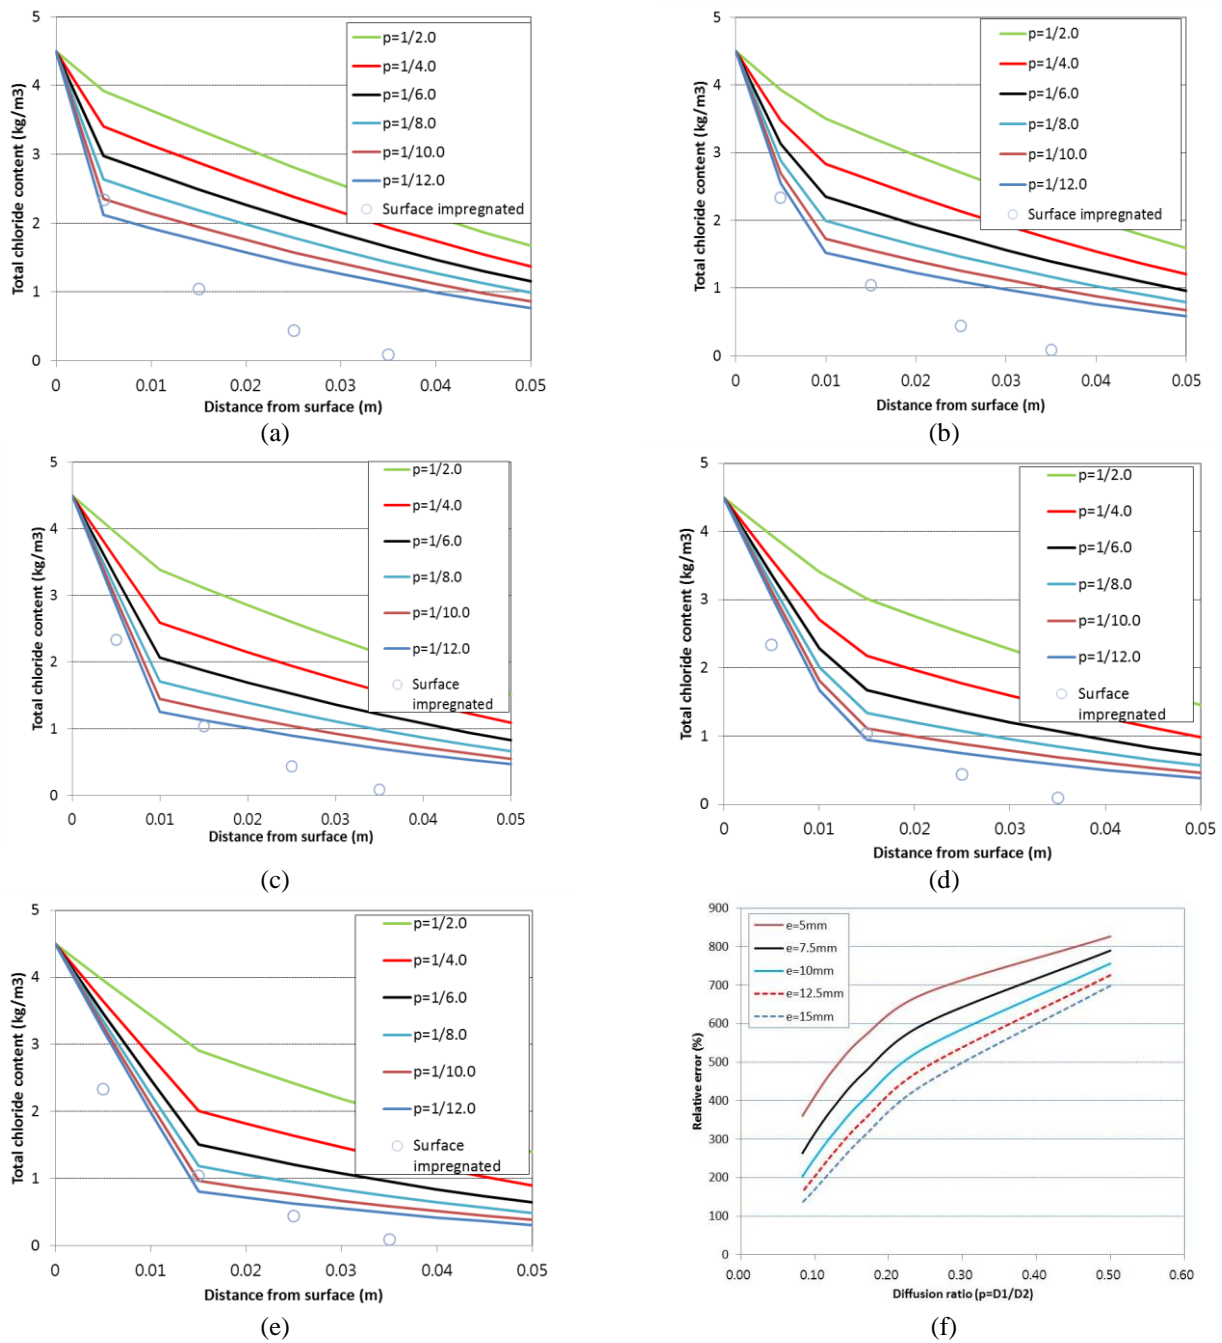 5
4
3
2
1
0
0
0.01
0.02
0.03
0.04
0.05
Total chloride content (kg/m3)
Distance from surface (m)
p=1/2.0
p=1/4.0
p=1/6.0
p=1/8.0
p=1/10.0
p=1/12.0
Surface impregnated
(a)
5
4
3
2
1
0
0
0.01
0.02
0.03
0.04
0.05
Total chloride content (kg/m3)
Distance from surface (m)
p=1/2.0
p=1/4.0
p=1/6.0
p=1/8.0
p=1/10.0
p=1/12.0
Surface impregnated
(b)
5
4
3
2
1
0
0
0.01
0.02
0.03
0.04
0.05
Total chloride content (kg/m3)
Distance from surface (m)
p=1/2.0
p=1/4.0
p=1/6.0
p=1/8.0
p=1/10.0
p=1/12.0
Surface
impregnated
(c)
5
4
3
2
1
0
0
0.01
0.02
0.03
0.04
0.05
Total chloride content (kg/m3)
Distance from surface (m)
p=1/2.0
p=1/4.0
p=1/6.0
p=1/8.0
p=1/10.0
p=1/12.0
Surface
impregnated
(d)
5
4
3
2
1
0
0
0.01
0.02
0.03
0.04
0.05
Total chloride content (kg/m3)
Distance from surface (m)
p=1/2.0
p=1/4.0
p=1/6.0
p=1/8.0
p=1/10.0
p=1/12.0
Surface
impregnated
(e)
900
800
700
600
500
400
300
200
100
0
0.00
0.10
0.20
0.30
0.40
0.50
0.60
Relative error (%)
Diffusion ratio (p=D1/D2)
e=5mm
e=7.5mm
e=10mm
e=12.5mm
e=15mm
(f)